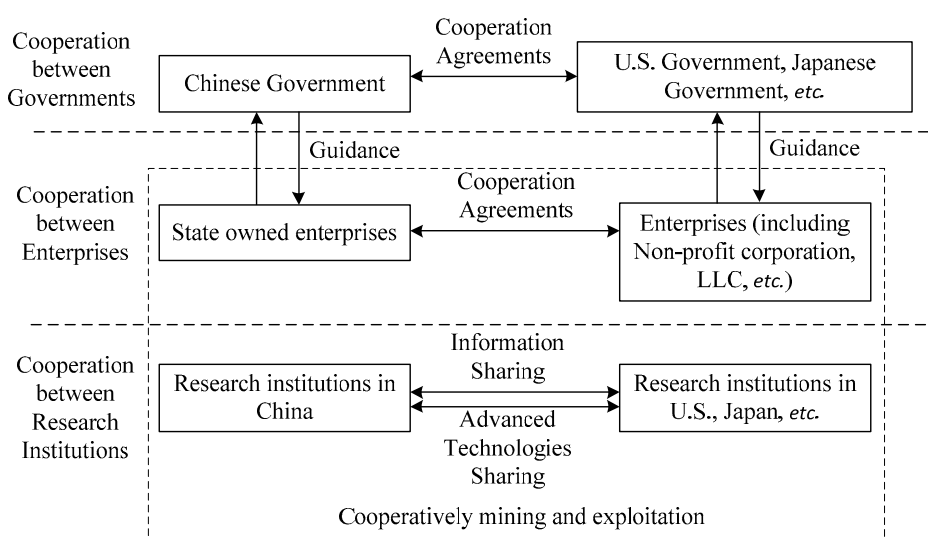 Cooperation
between
Governments
Chinese Government
Cooperation
Agreements
U.S. Government, Japanese
Government, etc.
Guidance
Guidance
Cooperation
between
Enterprises
State owned enterprises
Cooperation
Agreements
Enterprises (including
Non-profit corporation,
LLC, etc.)
Cooperation
between
Research
Institutions
Research institutions in
China
Information
Sharing
Advanced
Technologies
Sharing
Research institutions in
U.S., Japan, etc.
Cooperatively mining and exploitation